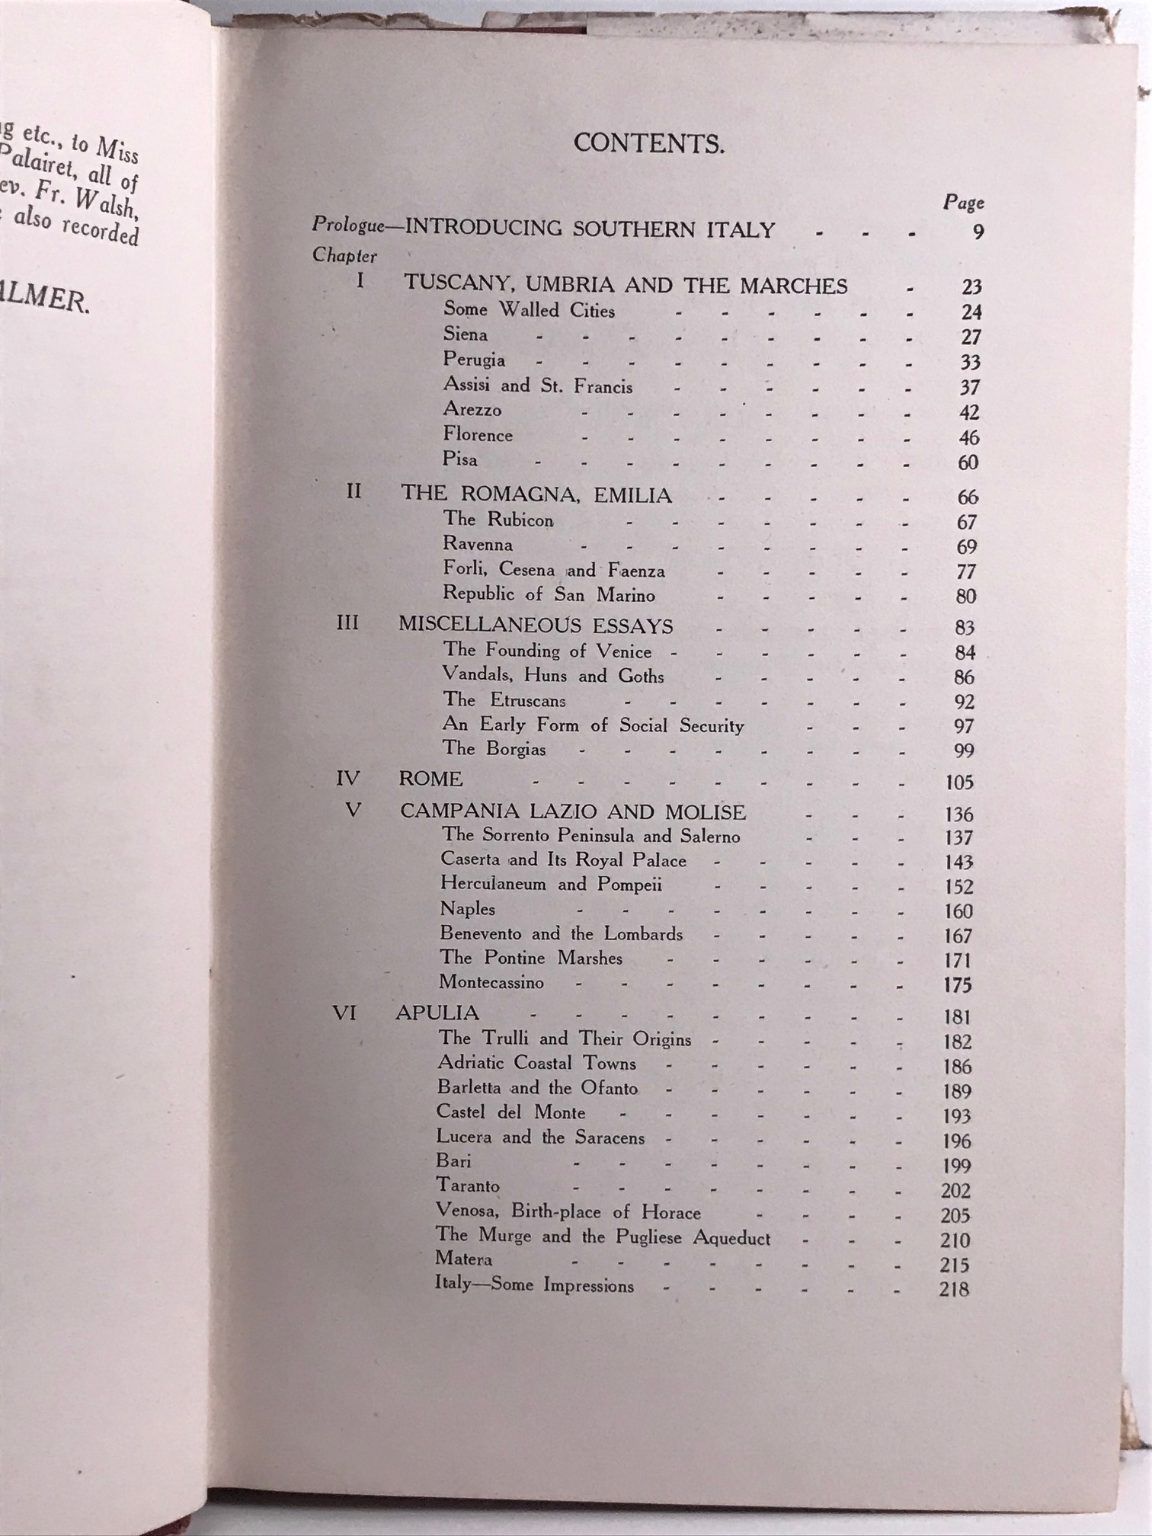 g etc., to Miss
Palairet, all of
ev. Fr. Walsh,
also recorded
ALMER.
CONTENTS.
Page
Prologue—INTRODUCING SOUTHERN ITALY - - - 9
Chapter
I TUSCANY, UMBRIA AND THE MARCHES - 23
Some Walled Cities - - - - - - 24
Siena - - - - - - - - - 27
Perugia - - - - - - - - - 33
Assisi and St. Francis - - - - - - 37
Arezzo - - - - - - - - 42
Florence - - - - - - - - 46
Pisa - - - - - - - - - 60
II THE ROMAGNA, EMILIA - - - - - 66
The Rubicon - - - - - - - 67
Ravenna - - - - - - - - 69
Forli, Cesena and Faenza - - - - - 77
Republic of San Marino - - - - - 80
III MISCELLANEOUS ESSAYS - - - - - 83
The Founding of Venice - - - - - - 84
Vandals, Huns and Goths - - - - - 86
The Etruscans - - - - - - - 92
An Early Form of Social Security - - - 97
The Borgias - - - - - - - - 99
IV ROME - - - - - - - - - 105
V CAMPANIA LAZIO AND MOLISE - - - 136
The Sorrento Peninsula and Salerno - - - 137
Caserta and Its Royal Palace - - - - - 143
Herculaneum and Pompeii - - - - - 152
Naples - - - - - - - - 160
Benevento and the Lombards - - - - - 167
The Pontine Marshes - - - - - - 171
Montecassino - - - - - - - - 175
VI APULIA - - - - - - - - - 181
The Trulli and Their Origins - - - - - 182
Adriatic Coastal Towns - - - - - - 186
Barletta and the Ofanto - - - - - - 189
Castel del Monte - - - - - - - 193
Lucera and the Saracens - - - - - - 196
Bari - - - - - - - - 199
Taranto - - - - - - - - 202
Venosa, Birth-place of Horace - - - - 205
The Murge and the Pugliese Aqueduct - - - 210
Matera - - - - - - - - 215
Italy—Some Impressions - - - - - - 218